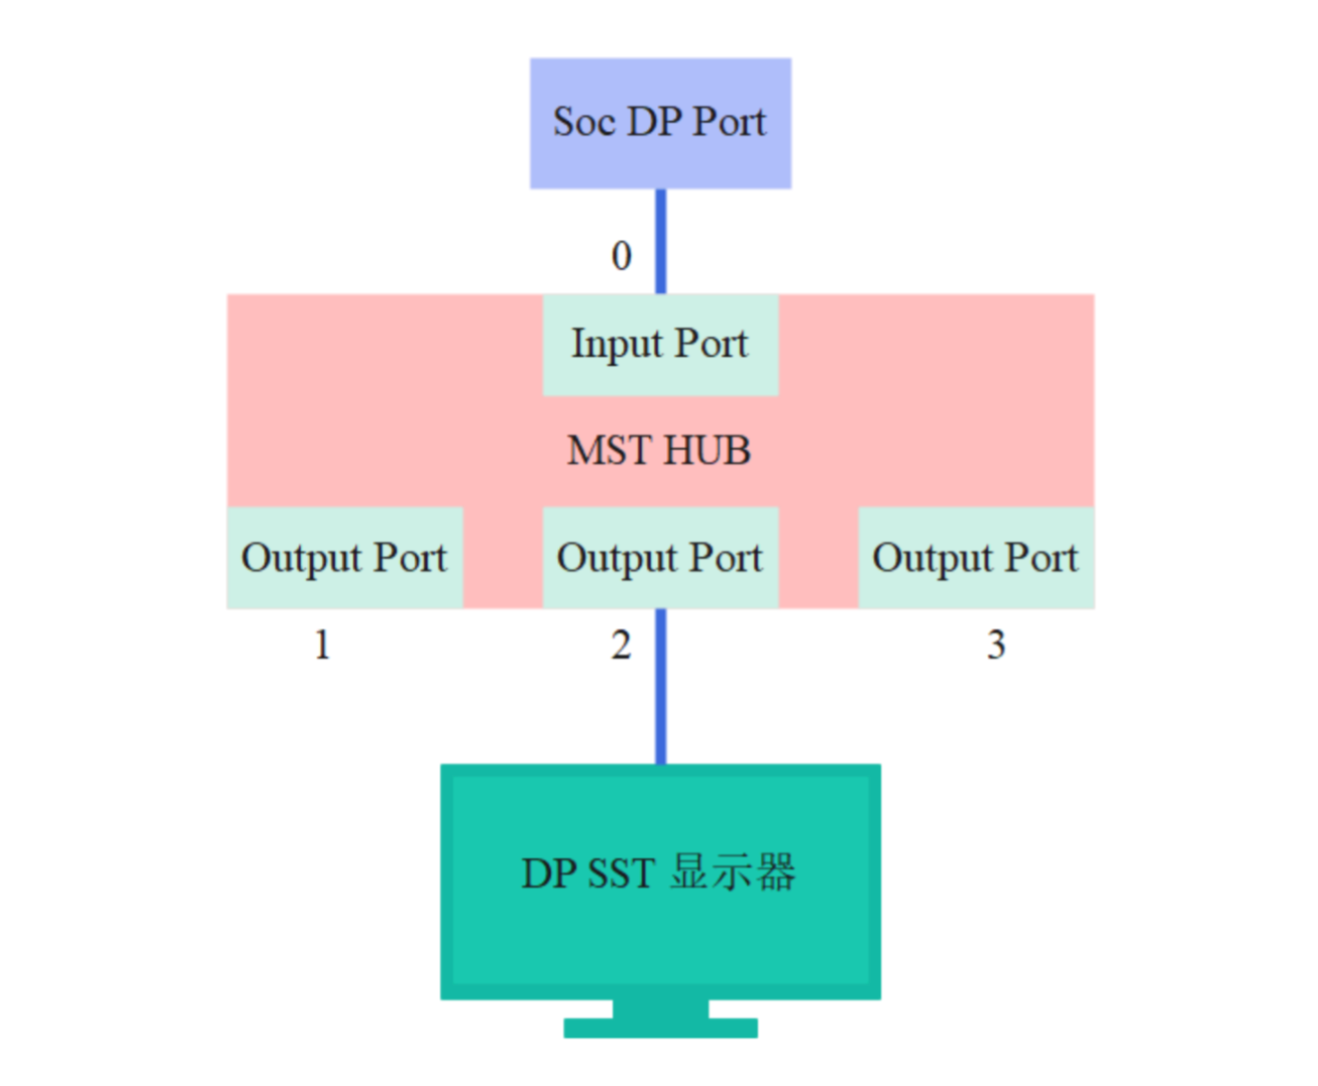 Soc DP Port
0
Input Port
MST HUB
Output Port
Output Port
Output Port
1
2
3
DP SST 显示器